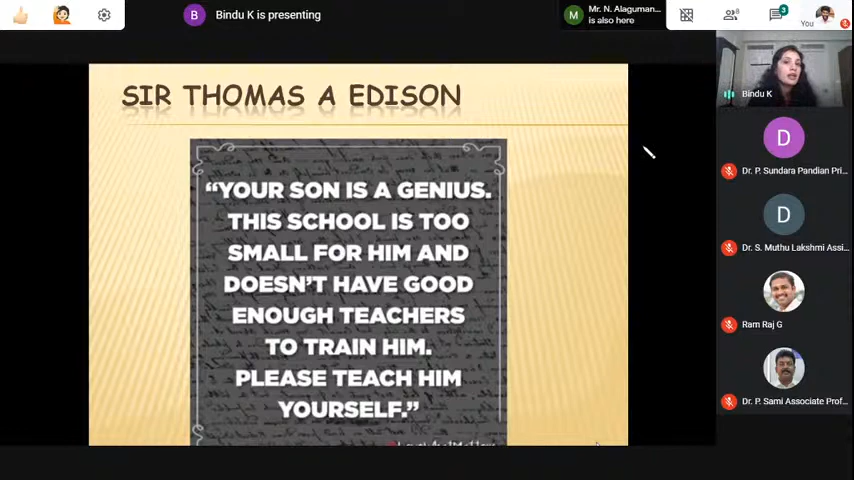 B Bindu K is presenting
M Mr. N. Alaguman...
is also here
8
3
You
SIR THOMAS A EDISON
“YOUR SON IS A GENIUS.
THIS SCHOOL IS TOO
SMALL FOR HIM AND
DOESN'T HAVE GOOD
ENOUGH TEACHERS
TO TRAIN HIM.
PLEASE TEACH HIM
YOURSELF.”
Bindu K
D
Dr. P. Sundara Pandian Pri...
D
Dr. S. Muthu Lakshmi Assi...
Ram Raj G
Dr. P. Sami Associate Prof...